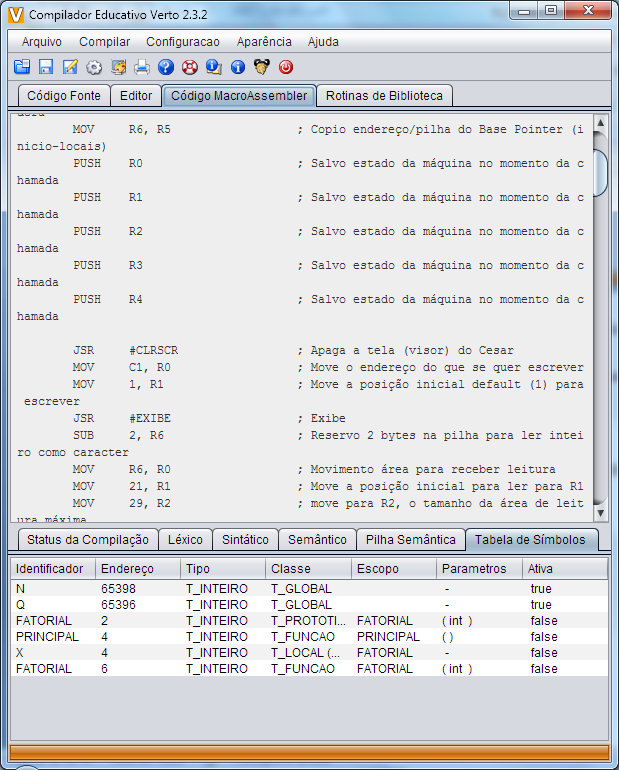 Compilador Educativo Verto 2.3.2
Arquivo Compilar Configuracao Aparência Ajuda
Código Fonte Editor Código MacroAssembler Rotinas de Biblioteca
MOV R6, R5 ; Copio endereço/pilha do Base Pointer (i
nicio-locais)
PUSH R0 ; Salvo estado da máquina no momento da c
hamada
PUSH R1 ; Salvo estado da máquina no momento da c
hamada
PUSH R2 ; Salvo estado da máquina no momento da c
hamada
PUSH R3 ; Salvo estado da máquina no momento da c
hamada
PUSH R4 ; Salvo estado da máquina no momento da c
hamada
JSR #CLRSCR ; Apaga a tela (visor) do Cesar
MOV C1, R0 ; Move o endereço do que se quer escrever
MOV 1, R1 ; Move a posição inicial default (1) para
escrever
JSR #EXIBE ; Exibe
SUB 2, R6 ; Reservo 2 bytes na pilha para ler intei
ro como caracter
MOV R6, R0 ; Movimento área para receber leitura
MOV 21, R1 ; Move a posição inicial para ler para R1
MOV 29, R2 ; move para R2, o tamanho da área de leit
ura máxima
Status da Compilação Léxico Sintático Semântico Pilha Semântica Tabela de Símbolos
Identificador Endereço Tipo Classe Escopo Parametros Ativa
N 65398 T_INTEIRO T_GLOBAL - true
Q 65396 T_INTEIRO T_GLOBAL - true
FATORIAL 2 T_INTEIRO T_PROTOTI... FATORIAL ( int ) false
PRINCIPAL 4 T_INTEIRO T_FUNCAO PRINCIPAL ( ) false
X 4 T_INTEIRO T_LOCAL (... FATORIAL - false
FATORIAL 6 T_INTEIRO T_FUNCAO FATORIAL ( int ) false